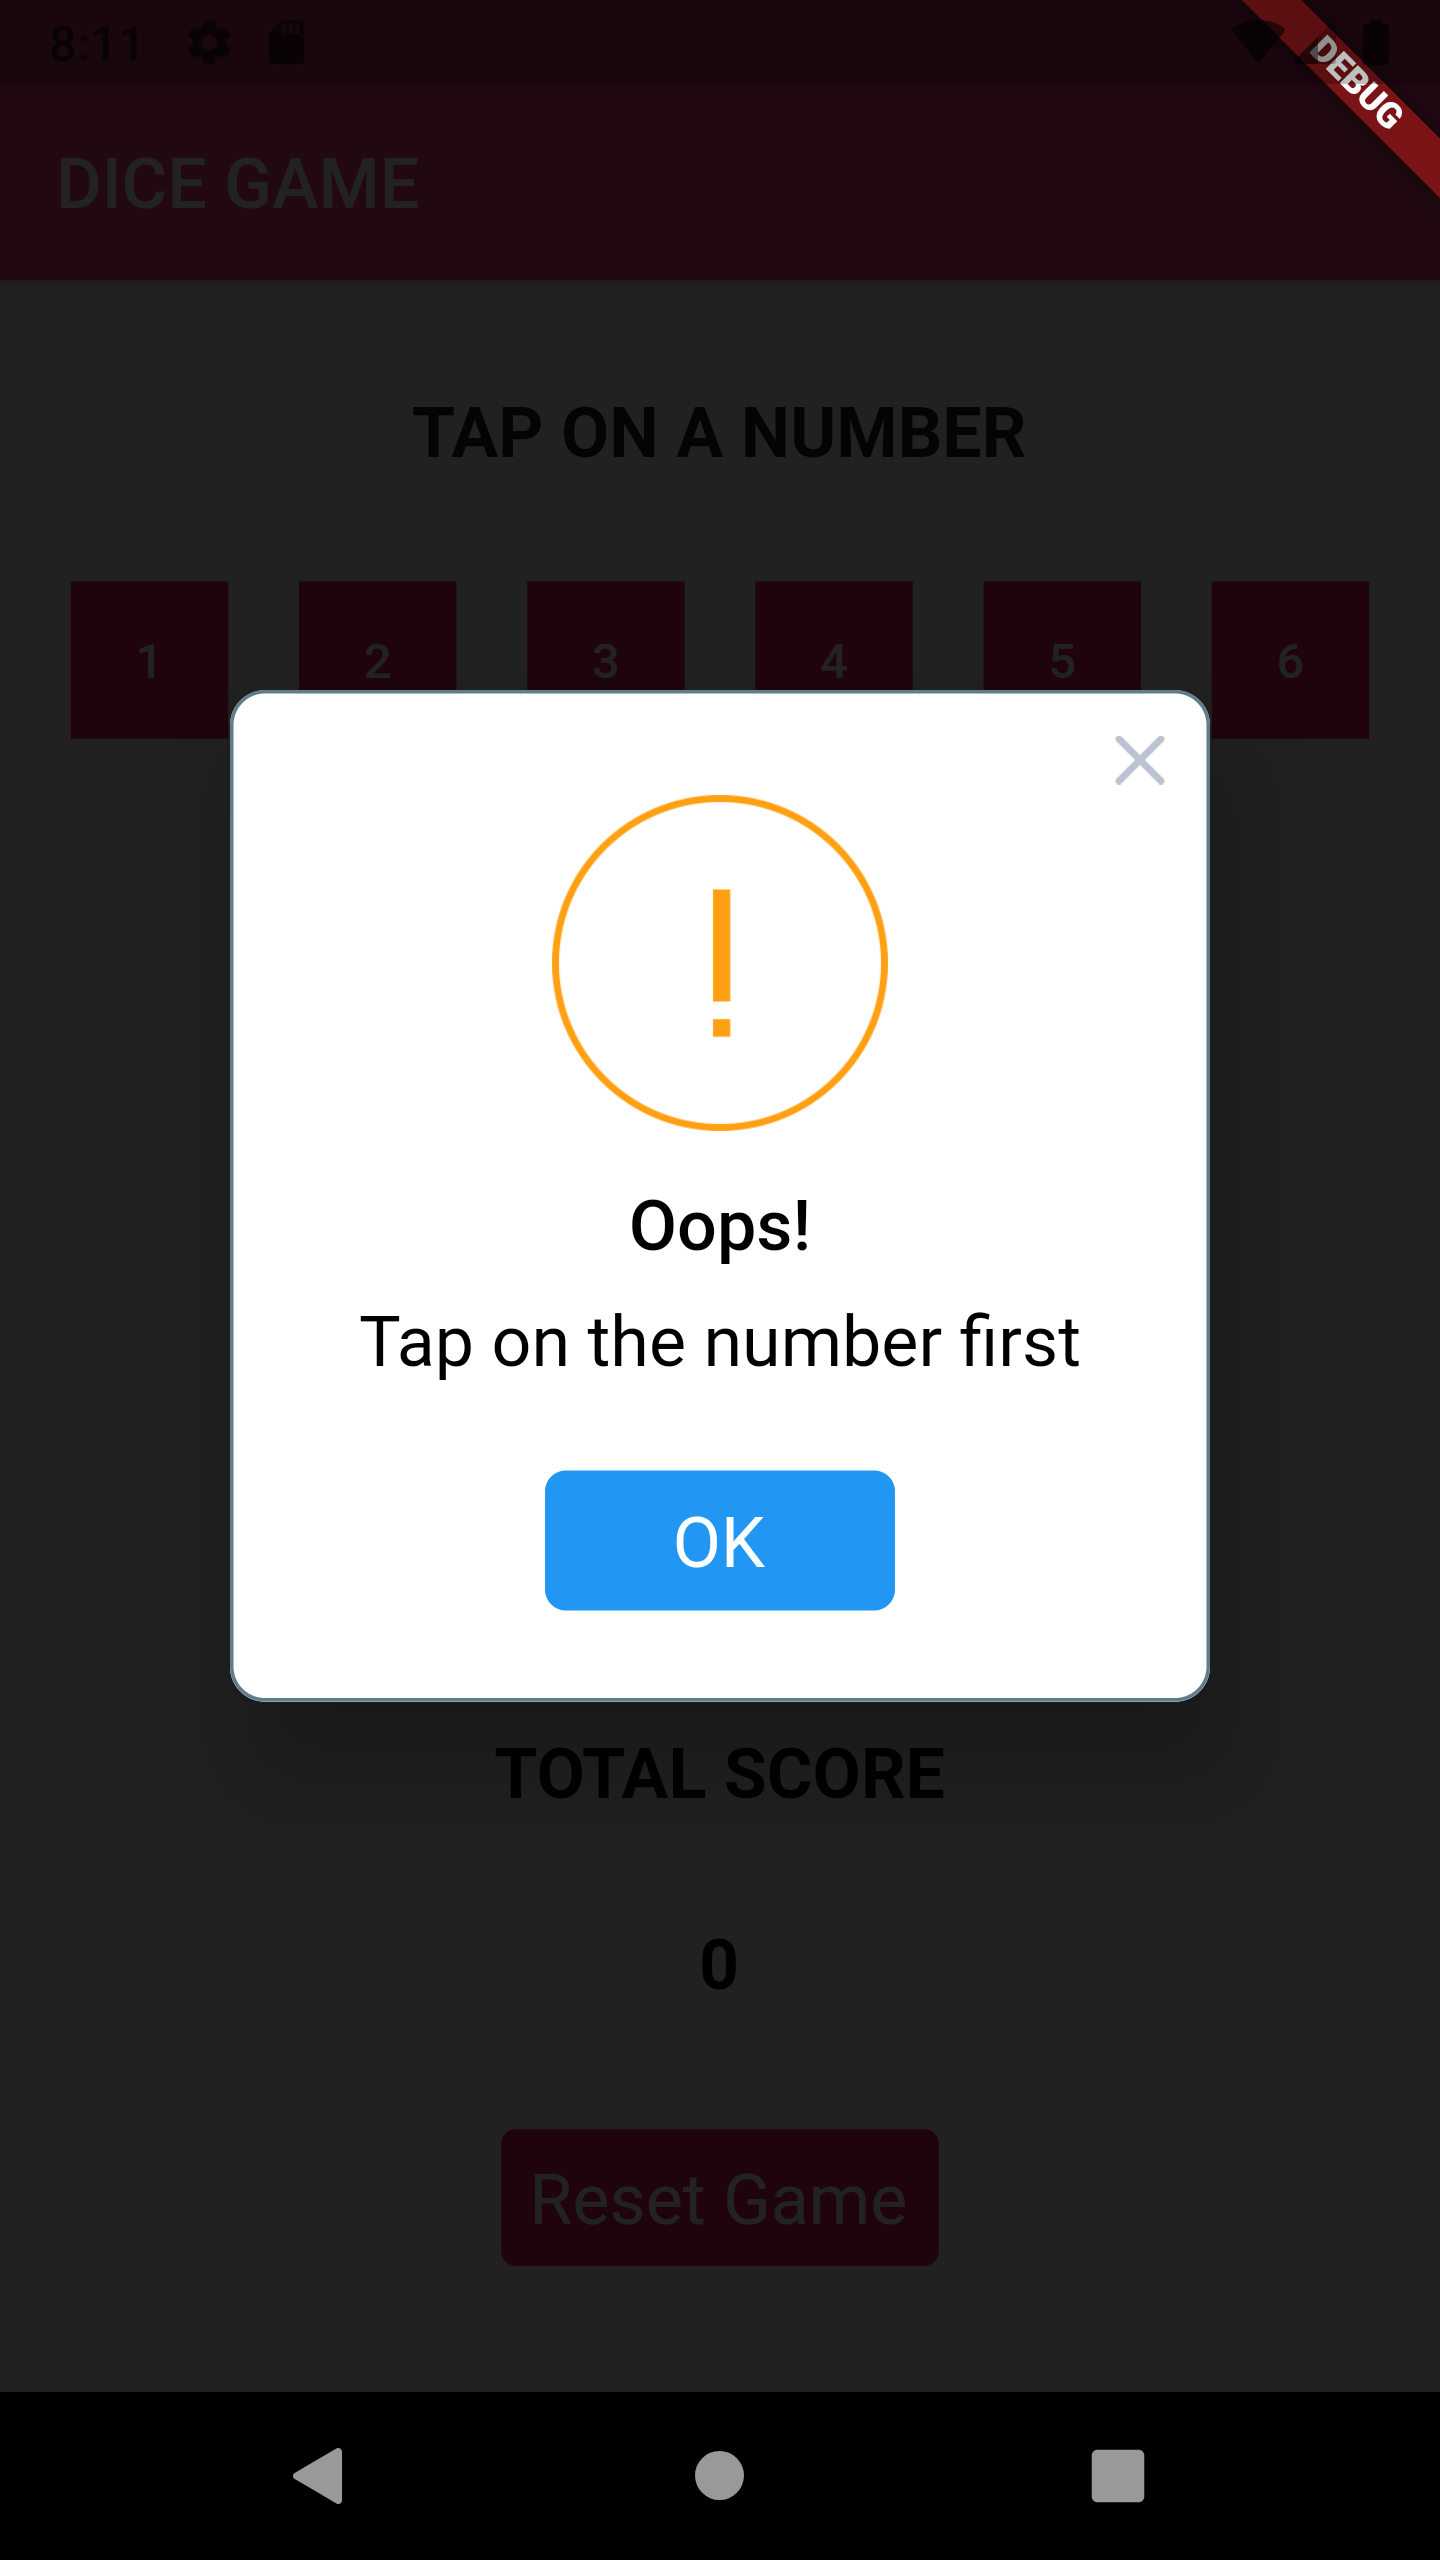 8:11
DEBUG
DICE GAME
TAP ON A NUMBER
1 2 3 4 5 6
!
Oops!
Tap on the number first
OK
TOTAL SCORE
0
Reset Game